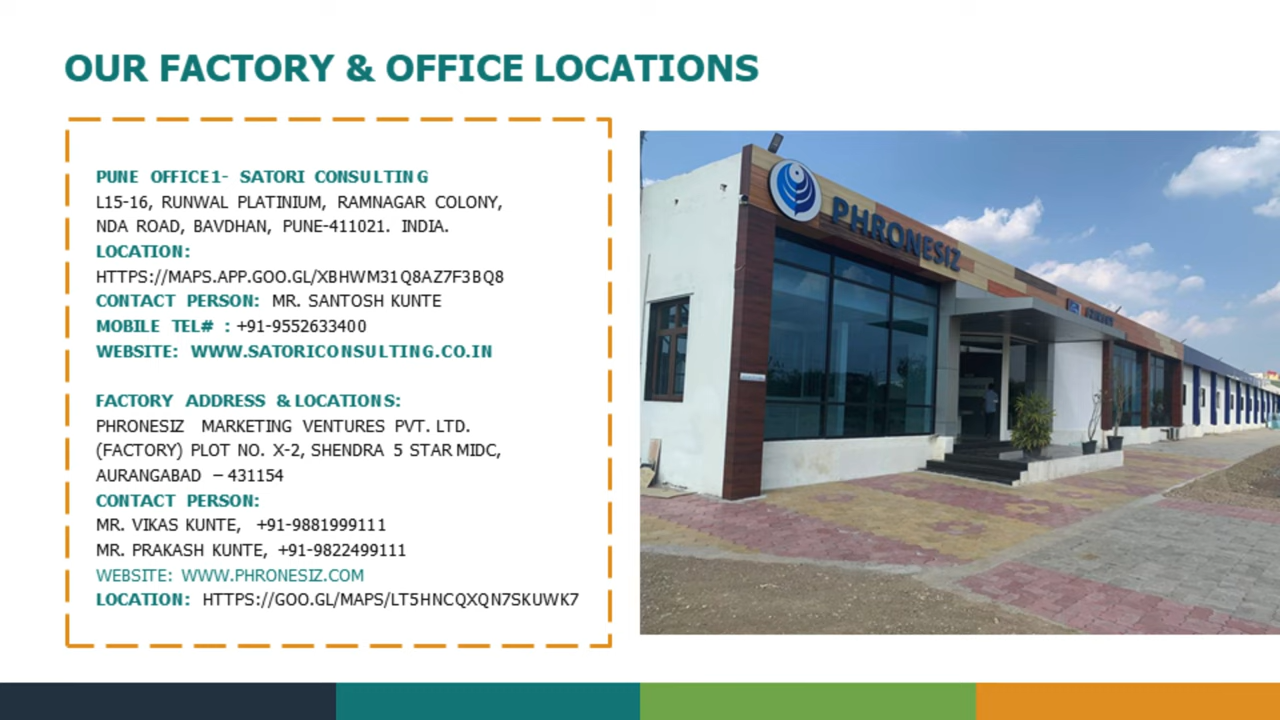 OUR FACTORY & OFFICE LOCATIONS
PUNE OFFICE1- SATORI CONSULTING
L15-16, RUNWAL PLATINIUM, RAMNAGAR COLONY,
NDA ROAD, BAVDHAN, PUNE-411021. INDIA.
LOCATION:
HTTPS://MAPS.APP.GOO.GL/XBHWM31Q8AZ7F3BQ8
CONTACT PERSON: MR. SANTOSH KUNTE
MOBILE TEL# : +91-9552633400
WEBSITE: WWW.SATORICONSULTING.CO.IN
FACTORY ADDRESS & LOCATIONS:
PHRONESIZ MARKETING VENTURES PVT. LTD.
(FACTORY) PLOT NO. X-2, SHENDRA 5 STAR MIDC,
AURANGABAD – 431154
CONTACT PERSON:
MR. VIKAS KUNTE, +91-9881999111
MR. PRAKASH KUNTE, +91-9822499111
WEBSITE: WWW.PHRONESIZ.COM
LOCATION: HTTPS://GOO.GL/MAPS/LT5HNCQXQN7SKUWK7
PHRONESIZ